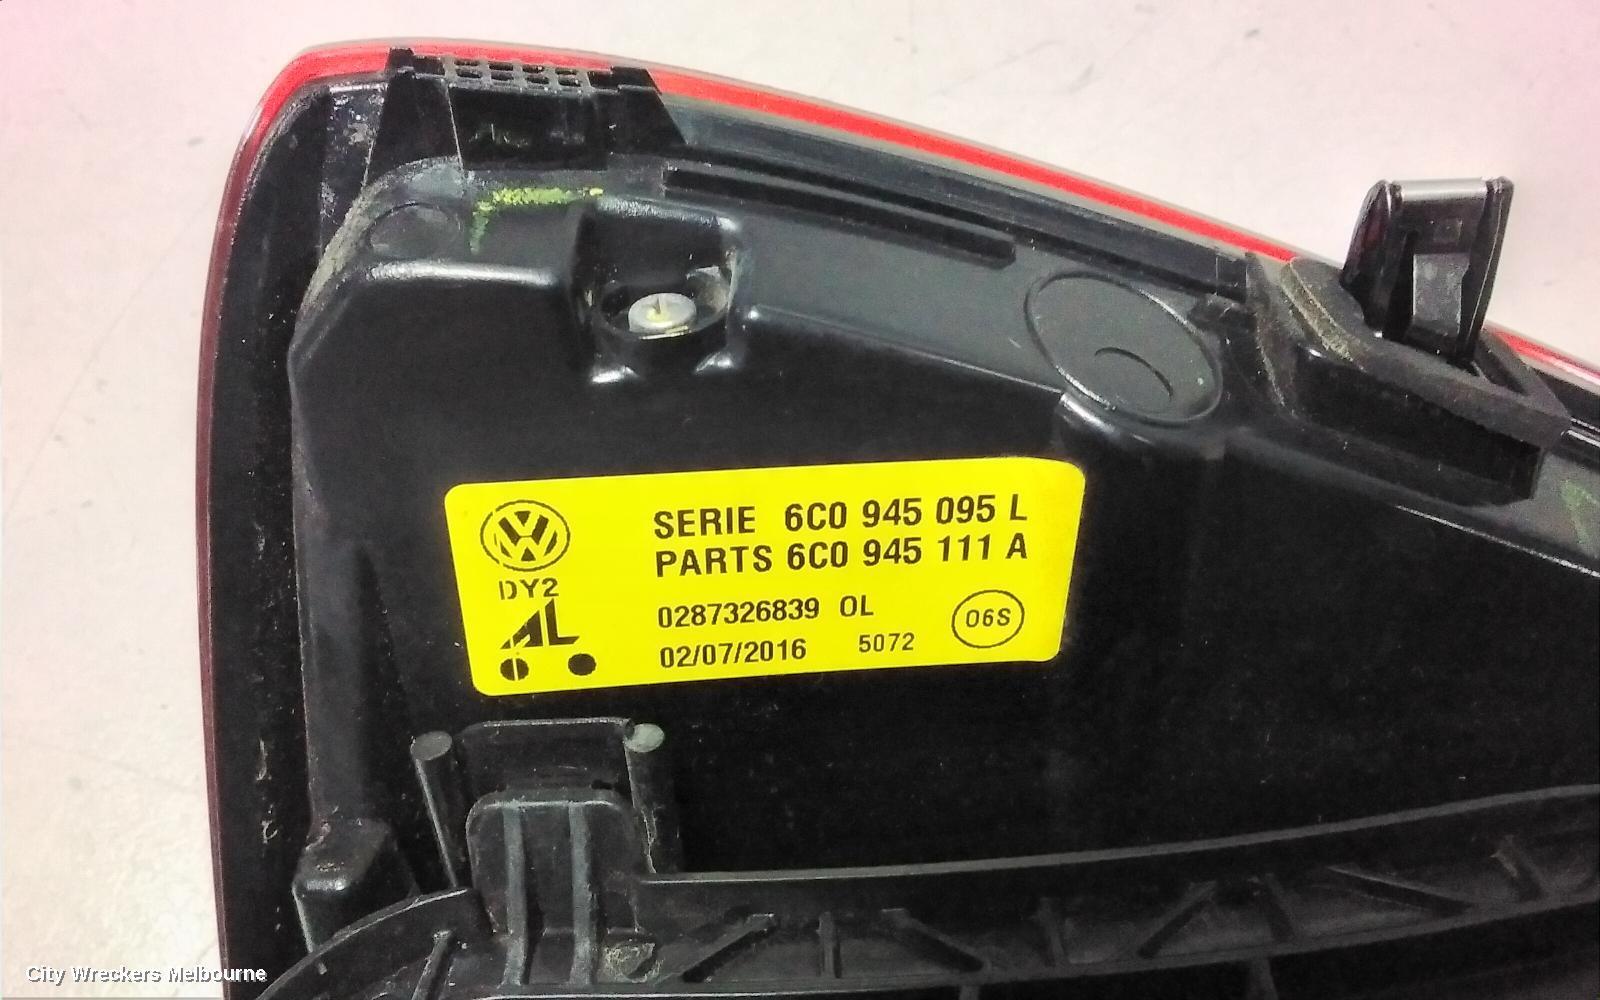 SERIE 6C0 945 095 L
PARTS 6C0 945 111 A
DY2
AL
0287326839 OL
06S
02/07/2016 5072
City Wreckers Melbourne